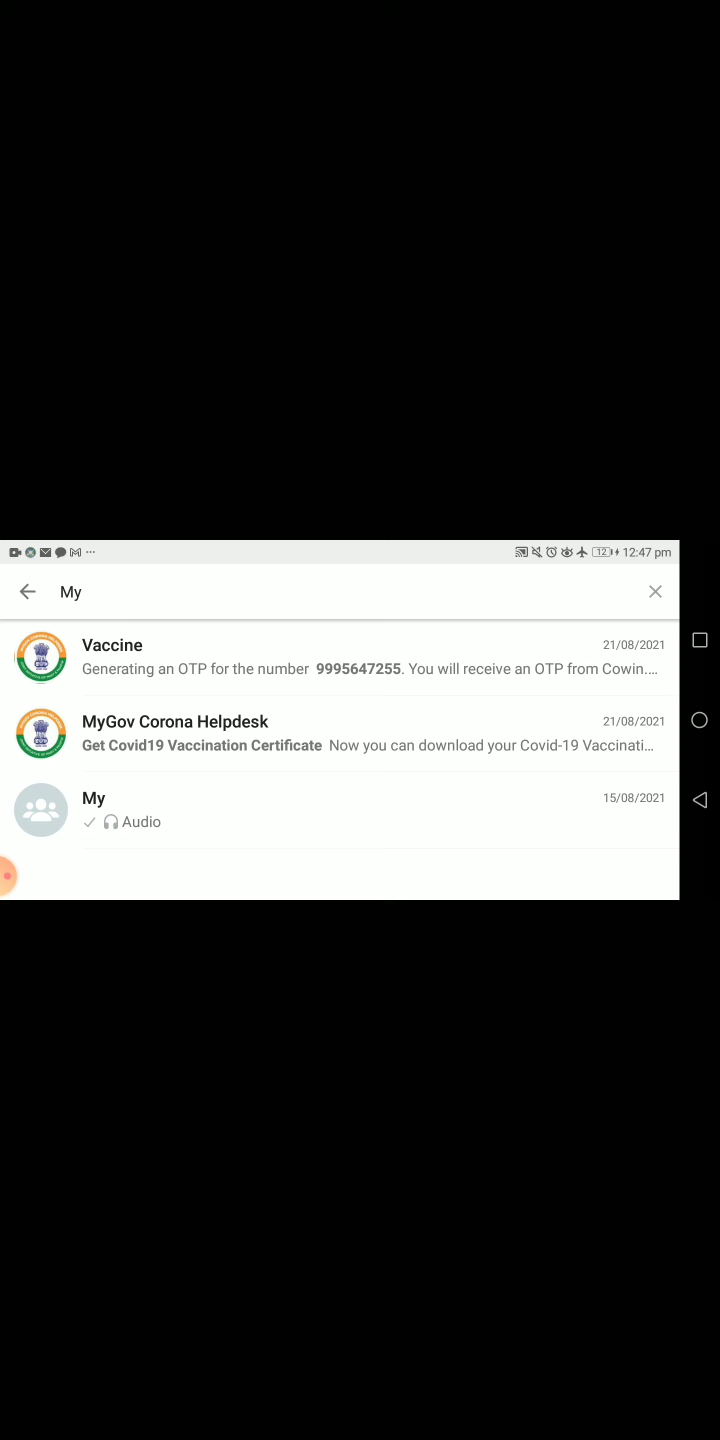 12 12:47 pm
My
Vaccine 21/08/2021
Generating an OTP for the number 9995647255. You will receive an OTP from Cowin....
MyGov Corona Helpdesk 21/08/2021
Get Covid19 Vaccination Certificate Now you can download your Covid-19 Vaccinati...
My 15/08/2021
Audio